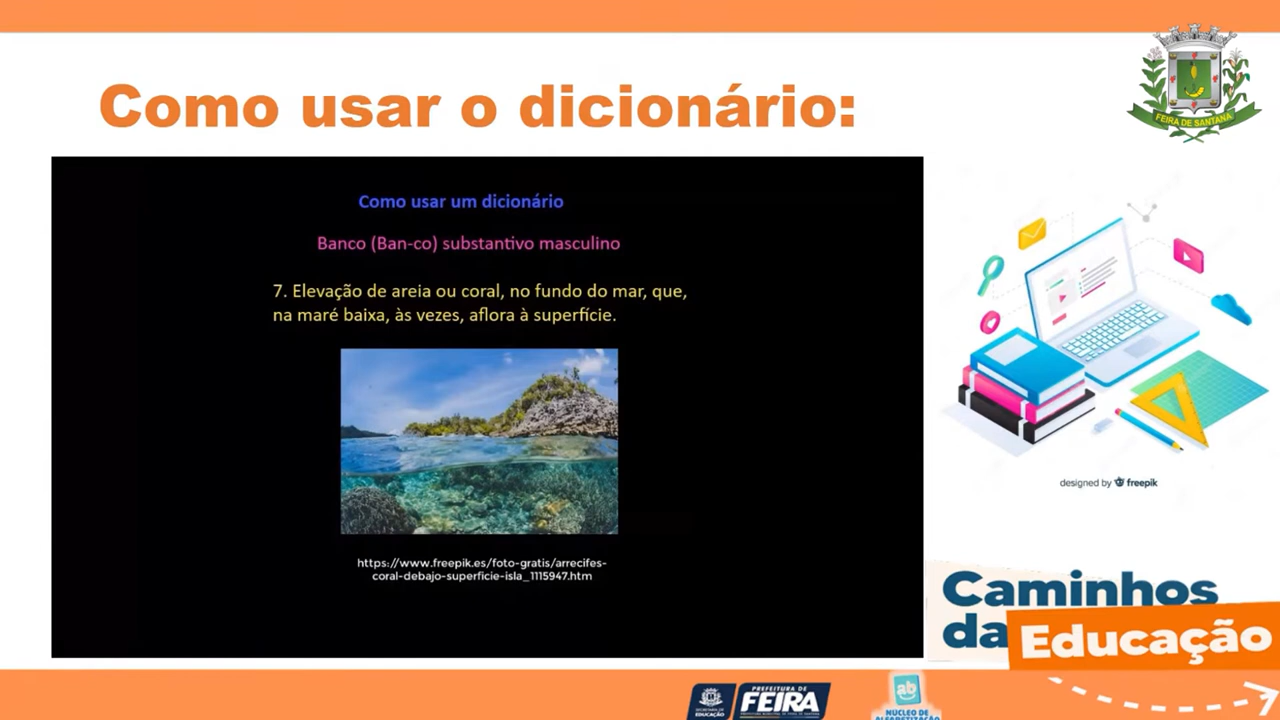 FEIRA DE SANTANA
Como usar o dicionário:
Como usar um dicionário
Banco (Ban-co) substantivo masculino
7. Elevação de areia ou coral, no fundo do mar, que,
na maré baixa, às vezes, aflora à superfície.
https://www.freepik.es/foto-gratis/arrecifes-
coral-debajo-superficie-isla_1115947.htm
designed by freepik
Caminhos
da Educação
SECRETARIA DE
EDUCAÇÃO
PREFEITURA DE
FEIRA
ab
NÚCLEO DE
ALFABETIZAÇÃO